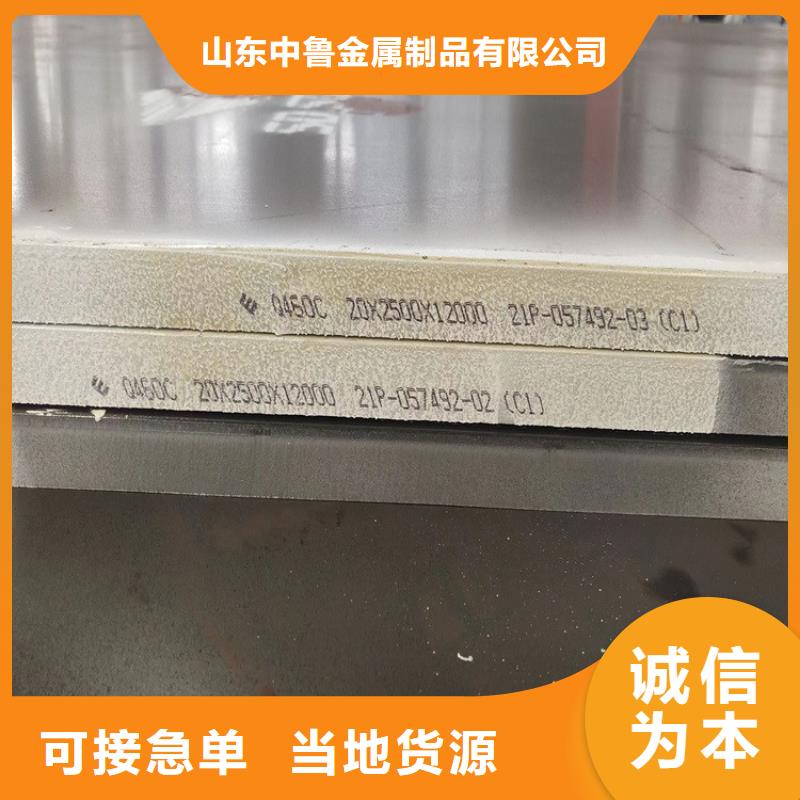 山东中鲁金属制品有限公司
Q460C 20X2500X12000 21P-057492-03 (C1)
Q460C 20X2500X12000 21P-057492-02 (C1)
诚信
为本
可接急单 当地货源